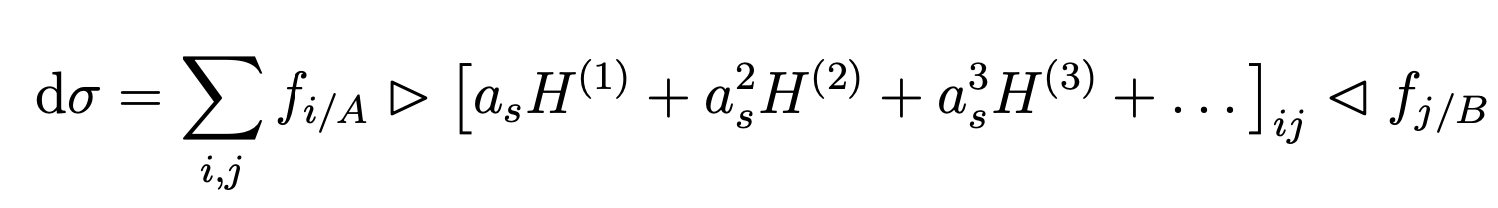 dσ = ∑_{i,j} f_{i/A} ▷ [a_s H^{(1)} + a_s^2 H^{(2)} + a_s^3 H^{(3)} + ...]_{ij} ◁ f_{j/B}